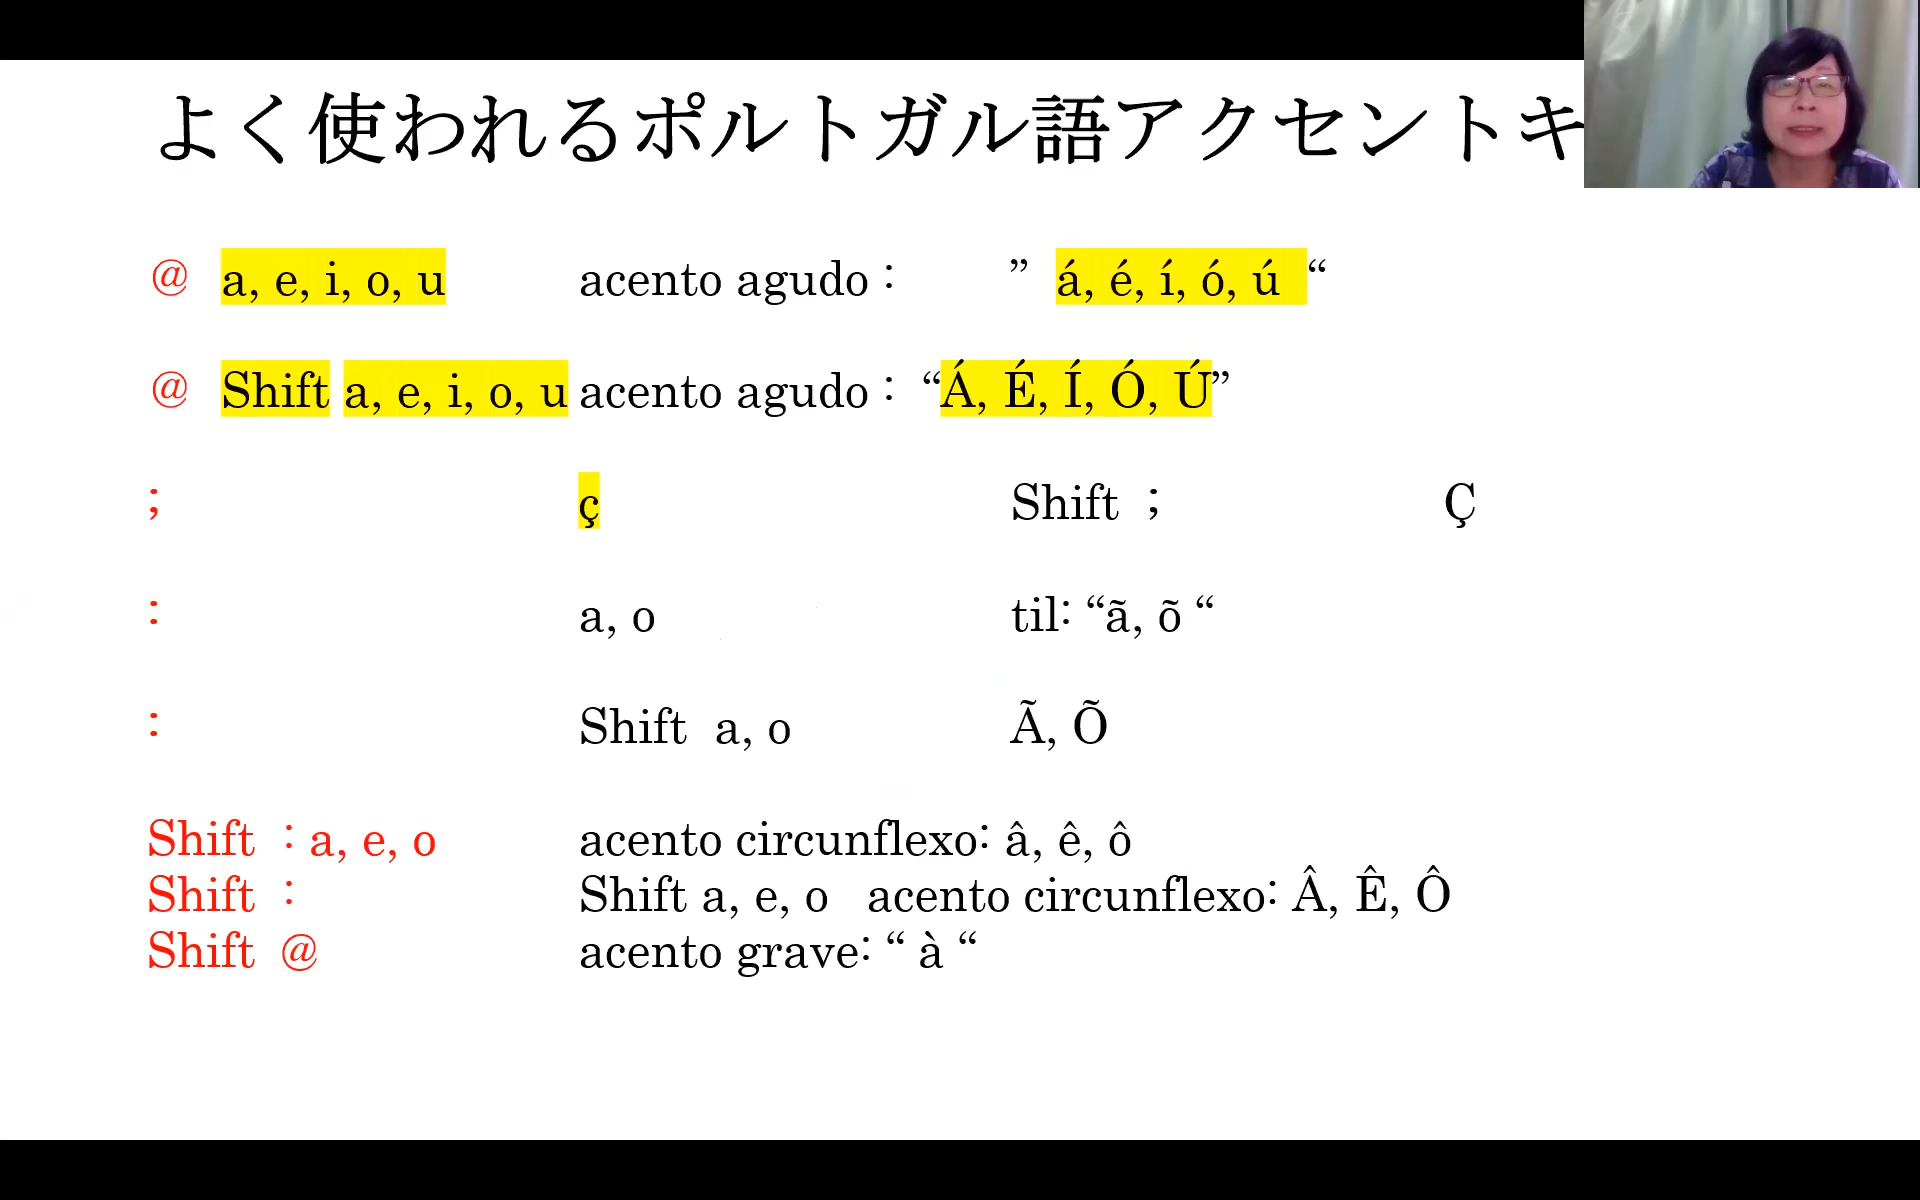 よく使われるポルトガル語アクセントキ
@ a, e, i, o, u acento agudo : ” á, é, í, ó, ú “
@ Shift a, e, i, o, u acento agudo : “Á, É, Í, Ó, Ú”
; ç Shift ; Ç
: a, o til: “ã, õ “
: Shift a, o Ã, Õ
Shift : a, e, o acento circunflexo: â, ê, ô
Shift : Shift a, e, o acento circunflexo: Â, Ê, Ô
Shift @ acento grave: “ à “